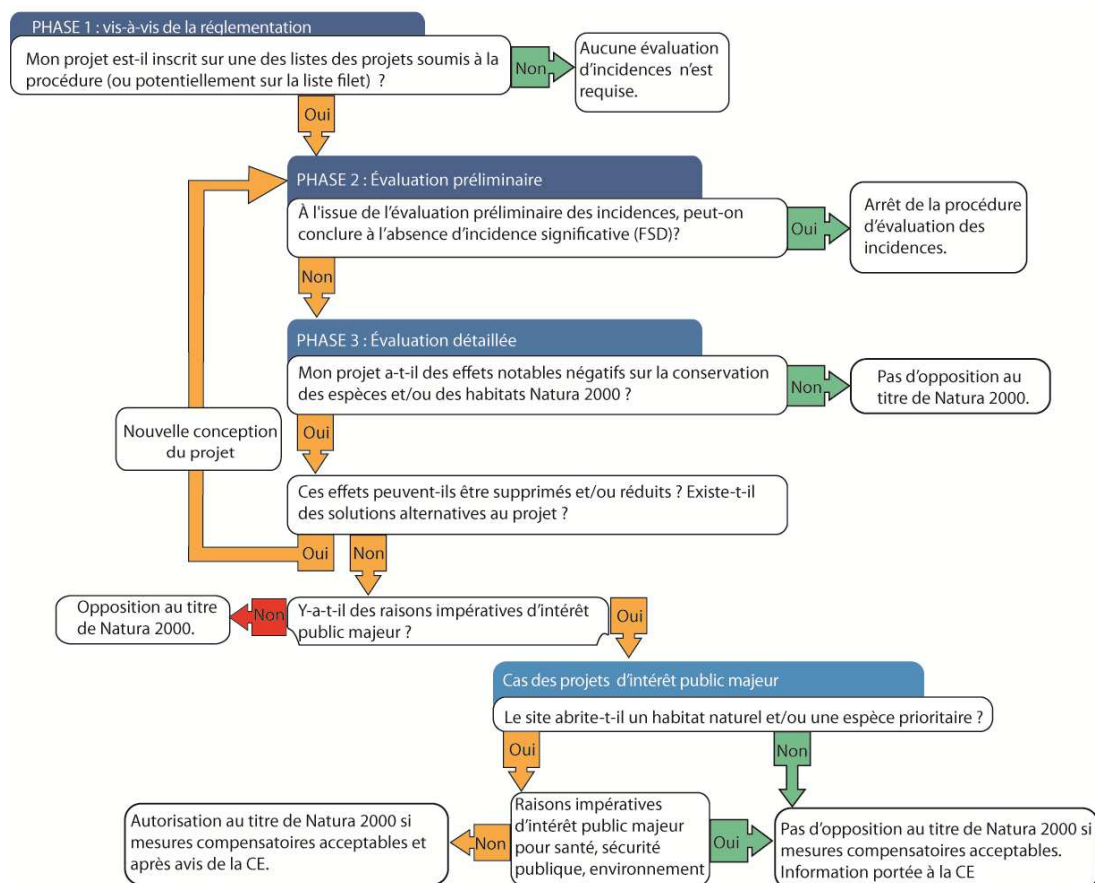 PHASE 1 : vis-à-vis de la réglementation
Mon projet est-il inscrit sur une des listes des projets soumis à la
procédure (ou potentiellement sur la liste filet) ?
Non
Aucune évaluation
d'incidences n'est
requise.
Oui
PHASE 2 : Évaluation préliminaire
À l'issue de l'évaluation préliminaire des incidences, peut-on
conclure à l'absence d'incidence significative (FSD)?
Oui
Arrêt de la procédure
d'évaluation des
incidences.
Non
PHASE 3 : Évaluation détaillée
Mon projet a-t-il des effets notables négatifs sur la conservation
des espèces et/ou des habitats Natura 2000 ?
Non
Pas d'opposition au
titre de Natura 2000.
Oui
Nouvelle conception
du projet
Ces effets peuvent-ils être supprimés et/ou réduits ? Existe-t-il
des solutions alternatives au projet ?
Oui
Non
Opposition au titre
de Natura 2000.
Non
Y-a-t-il des raisons impératives d'intérêt
public majeur ?
Oui
Cas des projets d'intérêt public majeur
Le site abrite-t-il un habitat naturel et/ou une espèce prioritaire ?
Oui
Non
Autorisation au titre de Natura 2000 si
mesures compensatoires acceptables et
après avis de la CE.
Non
Raisons impératives
d'intérêt public majeur
pour santé, sécurité
publique, environnement
Oui
Pas d'opposition au titre de Natura 2000 si
mesures compensatoires acceptables.
Information portée à la CE